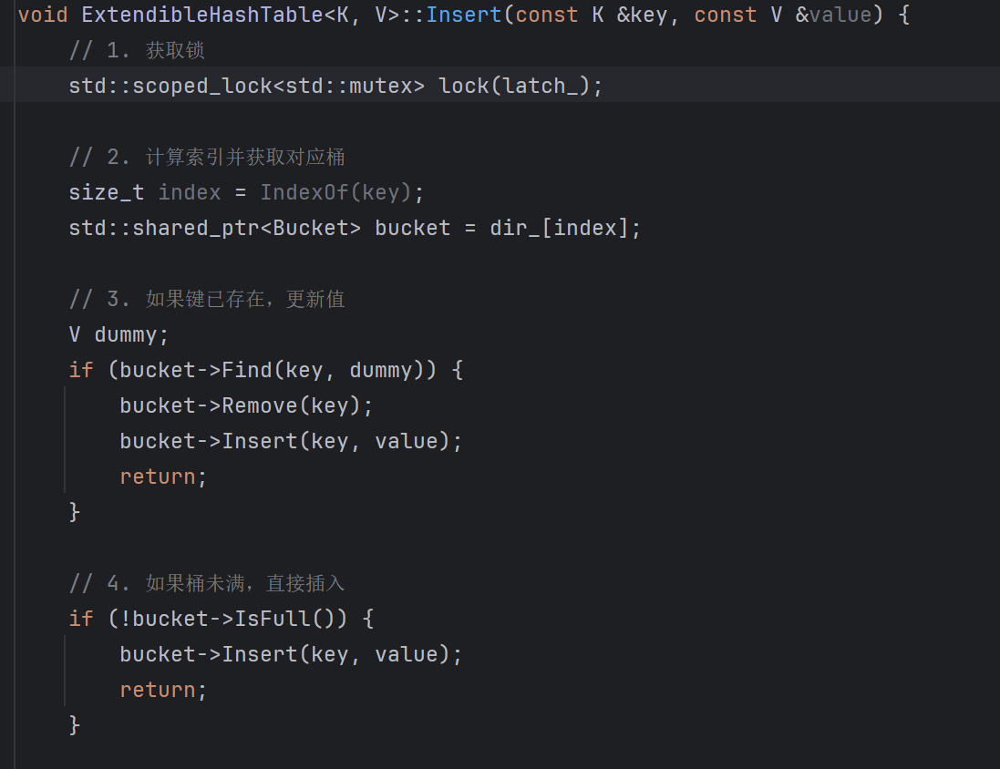 void ExtendibleHashTable<K, V>::Insert(const K &key, const V &value) {
// 1. 获取锁
std::scoped_lock<std::mutex> lock(latch_);
// 2. 计算索引并获取对应桶
size_t index = IndexOf(key);
std::shared_ptr<Bucket> bucket = dir_[index];
// 3. 如果键已存在，更新值
V dummy;
if (bucket->Find(key, dummy)) {
bucket->Remove(key);
bucket->Insert(key, value);
return;
}
// 4. 如果桶未满，直接插入
if (!bucket->IsFull()) {
bucket->Insert(key, value);
return;
}